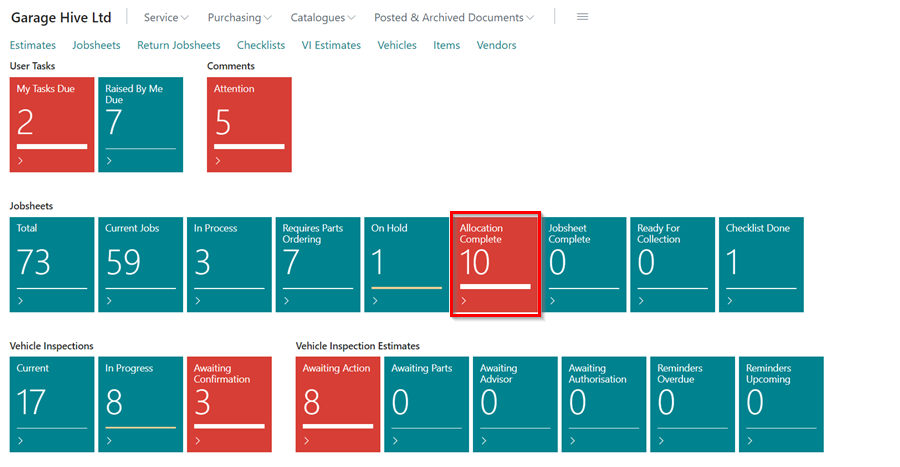 Garage Hive Ltd Service Purchasing Catalogues Posted & Archived Documents
Estimates Jobsheets Return Jobsheets Checklists VI Estimates Vehicles Items Vendors
User Tasks
My Tasks Due
2
Raised By Me
Due
7
Comments
Attention
5
Jobsheets
Total
73
Current Jobs
59
In Process
3
Requires Parts
Ordering
7
On Hold
1
Allocation
Complete
10
Jobsheet
Complete
0
Ready For
Collection
0
Checklist Done
1
Vehicle Inspections
Current
17
In Progress
8
Awaiting
Confirmation
3
Vehicle Inspection Estimates
Awaiting Action
8
Awaiting Parts
0
Awaiting
Advisor
0
Awaiting
Authorisation
0
Reminders
Overdue
0
Reminders
Upcoming
0